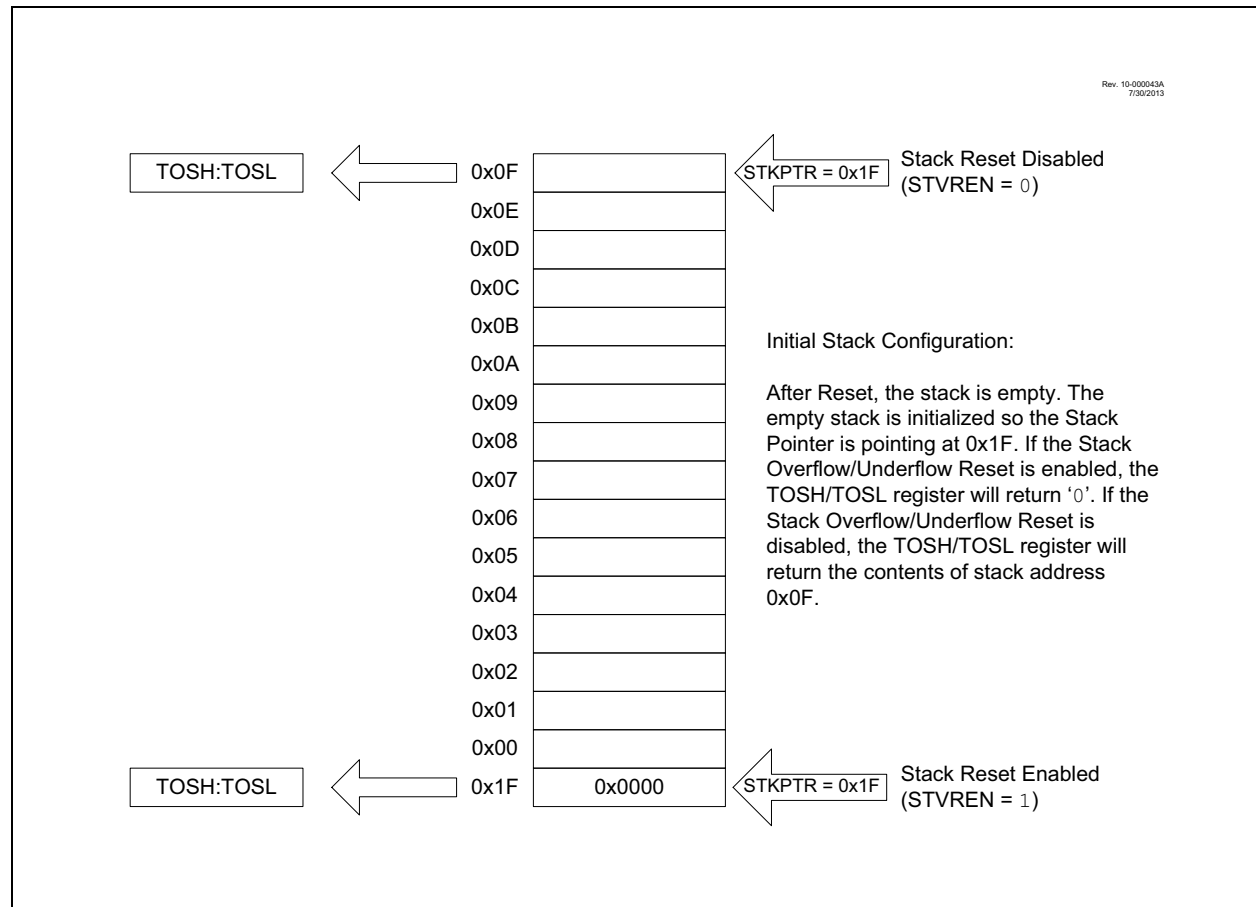 Rev. 10-000043A
7/30/2013
TOSH:TOSL
0x0F
STKPTR = 0x1F
Stack Reset Disabled
(STVREN = 0)
0x0E
0x0D
0x0C
0x0B
0x0A
0x09
0x08
0x07
0x06
0x05
0x04
0x03
0x02
0x01
0x00
Initial Stack Configuration:
After Reset, the stack is empty. The
empty stack is initialized so the Stack
Pointer is pointing at 0x1F. If the Stack
Overflow/Underflow Reset is enabled, the
TOSH/TOSL register will return ‘0’. If the
Stack Overflow/Underflow Reset is
disabled, the TOSH/TOSL register will
return the contents of stack address
0x0F.
TOSH:TOSL
0x1F
0x0000
STKPTR = 0x1F
Stack Reset Enabled
(STVREN = 1)